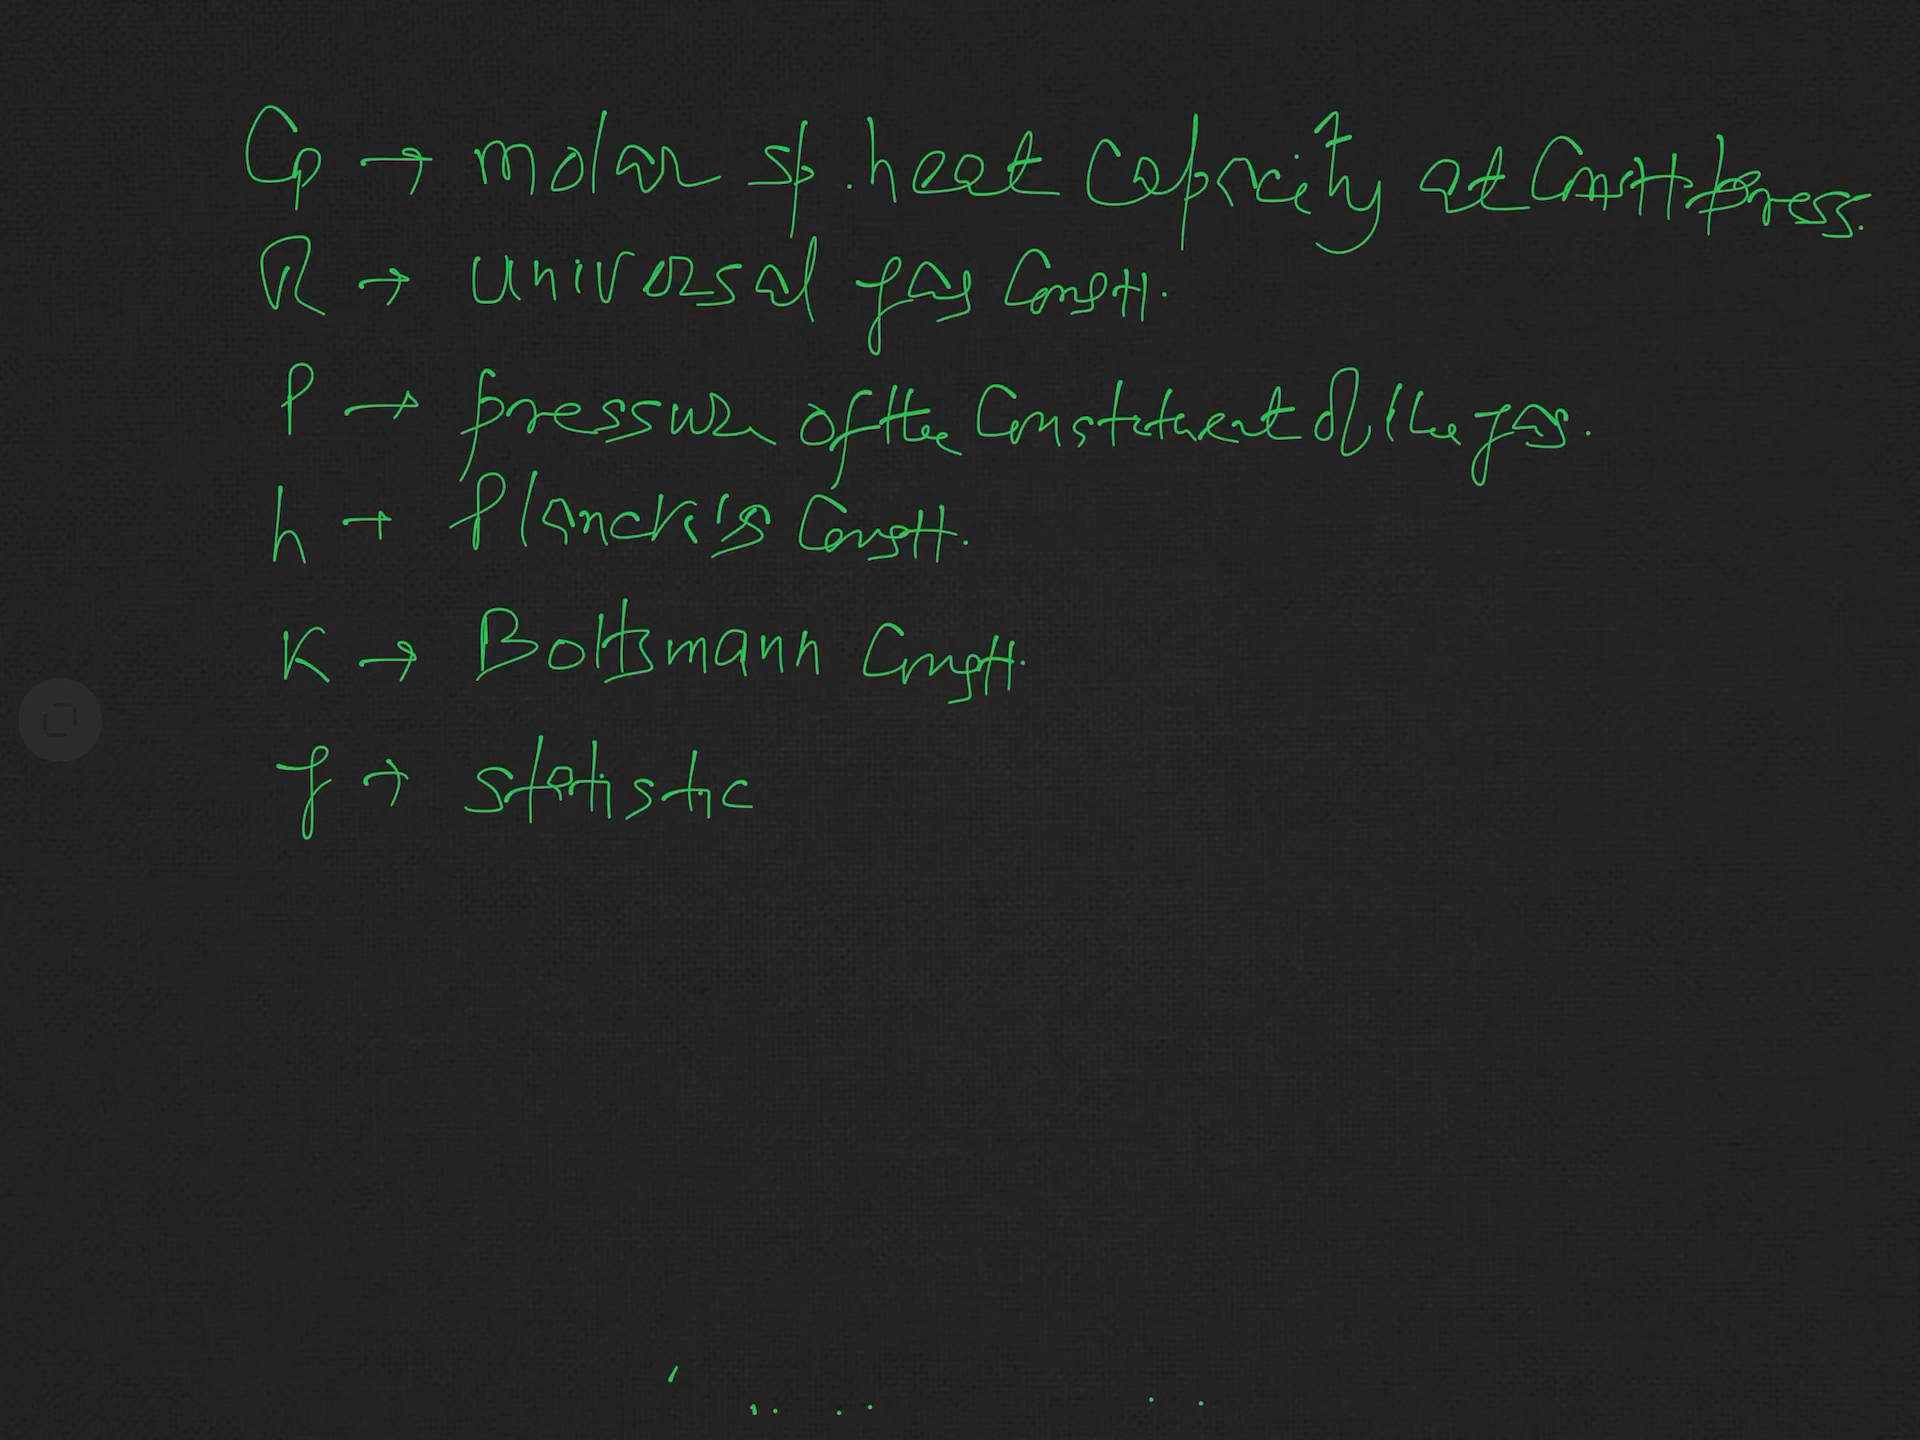 Cp → molar sp. heat capacity at Constt. press.
R → universal gas Constt.
P → pressure of the Constituent of the gas.
h → Planck's Constt.
K → Boltzmann Constt.
g → statistic